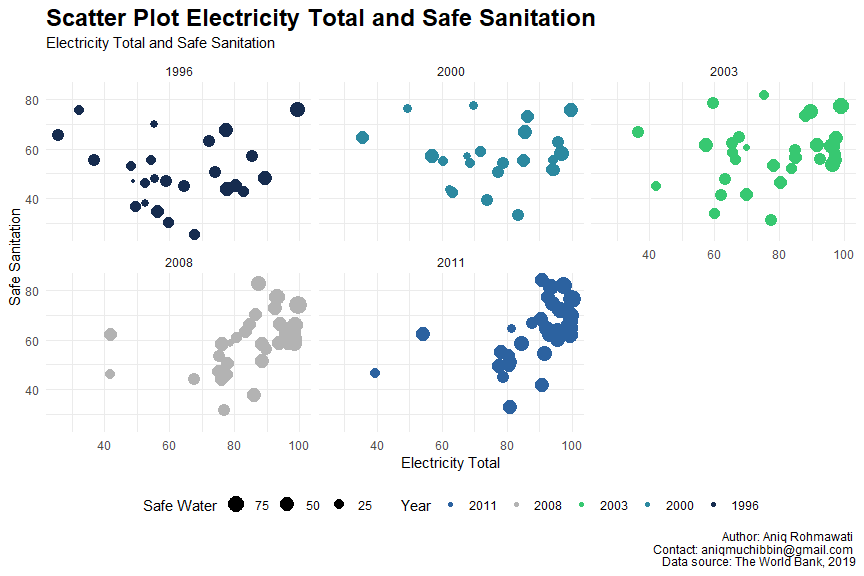 Scatter Plot Electricity Total and Safe Sanitation
Electricity Total and Safe Sanitation
1996 2000 2003
80
60
40
40 60 80 100
Safe Sanitation
2008 2011
80
60
40
40 60 80 100 40 60 80 100
Electricity Total
Safe Water 75 50 25 Year 2011 2008 2003 2000 1996
Author: Aniq Rohmawati
Contact: aniqmuchibbin@gmail.com
Data source: The World Bank, 2019